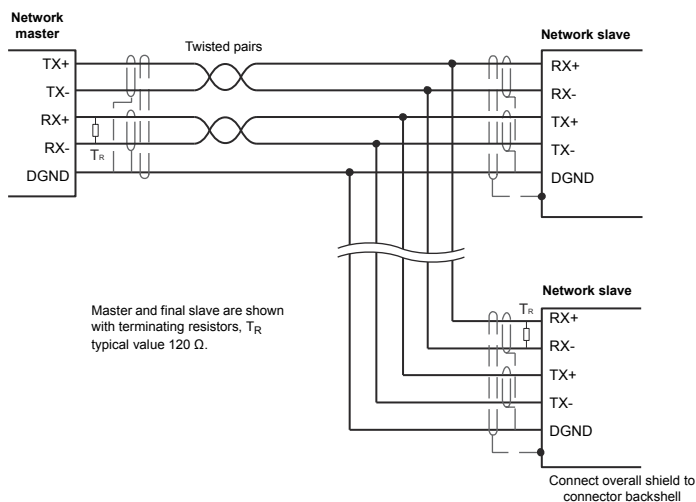 Network
master
TX+
TX-
RX+
RX-
DGND
TR
Twisted pairs
Network slave
RX+
RX-
TX+
TX-
DGND
Master and final slave are shown
with terminating resistors, TR
typical value 120 Ω.
Network slave
TR
RX+
RX-
TX+
TX-
DGND
Connect overall shield to
connector backshell